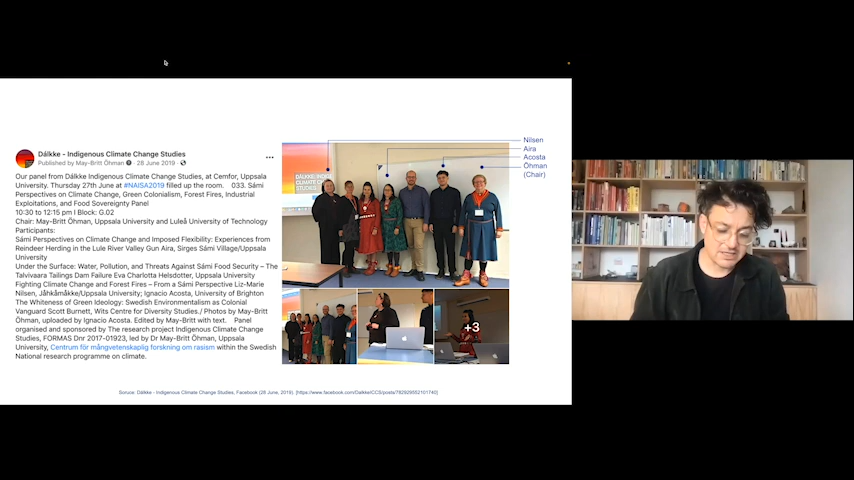 Dálkke - Indigenous Climate Change Studies
Published by May-Britt Öhman · 28 June 2019 ·
Our panel from Dálkke Indigenous Climate Change Studies, at Cemfor, Uppsala
University. Thursday 27th June at #NAISA2019 filled up the room. 033. Sámi
Perspectives on Climate Change, Green Colonialism, Forest Fires, Industrial
Exploitations, and Food Sovereignty Panel
10:30 to 12:15 pm I Block: G.02
Chair: May-Britt Öhman, Uppsala University and Luleå University of Technology
Participants:
Sámi Perspectives on Climate Change and Imposed Flexibility: Experiences from
Reindeer Herding in the Lule River Valley Gun Aira, Sirges Sámi Village/Uppsala
University
Under the Surface: Water, Pollution, and Threats Against Sámi Food Security – The
Talvivaara Tailings Dam Failure Eva Charlotta Helsdotter, Uppsala University
Fighting Climate Change and Forest Fires – From a Sámi Perspective Liz-Marie
Nilsen, Jåhkåmåkke/Uppsala University; Ignacio Acosta, University of Brighton
The Whiteness of Green Ideology: Swedish Environmentalism as Colonial
Vanguard Scott Burnett, Wits Centre for Diversity Studies./ Photos by May-Britt
Öhman, uploaded by Ignacio Acosta. Edited by May-Britt with text. Panel
organised and sponsored by The research project Indigenous Climate Change
Studies, FORMAS Dnr 2017-01923, led by Dr May-Britt Öhman, Uppsala
University, Centrum för mångvetenskaplig forskning om rasism within the Swedish
National research programme on climate.
Nilsen
Aira
Acosta
Öhman
(Chair)
DÁLKKE: INDIGENOUS
CLIMATE CHANGE
STUDIES
+3
Soruce: Dálkke - Indigenous Climate Change Studies, Facebook (28 June, 2019)